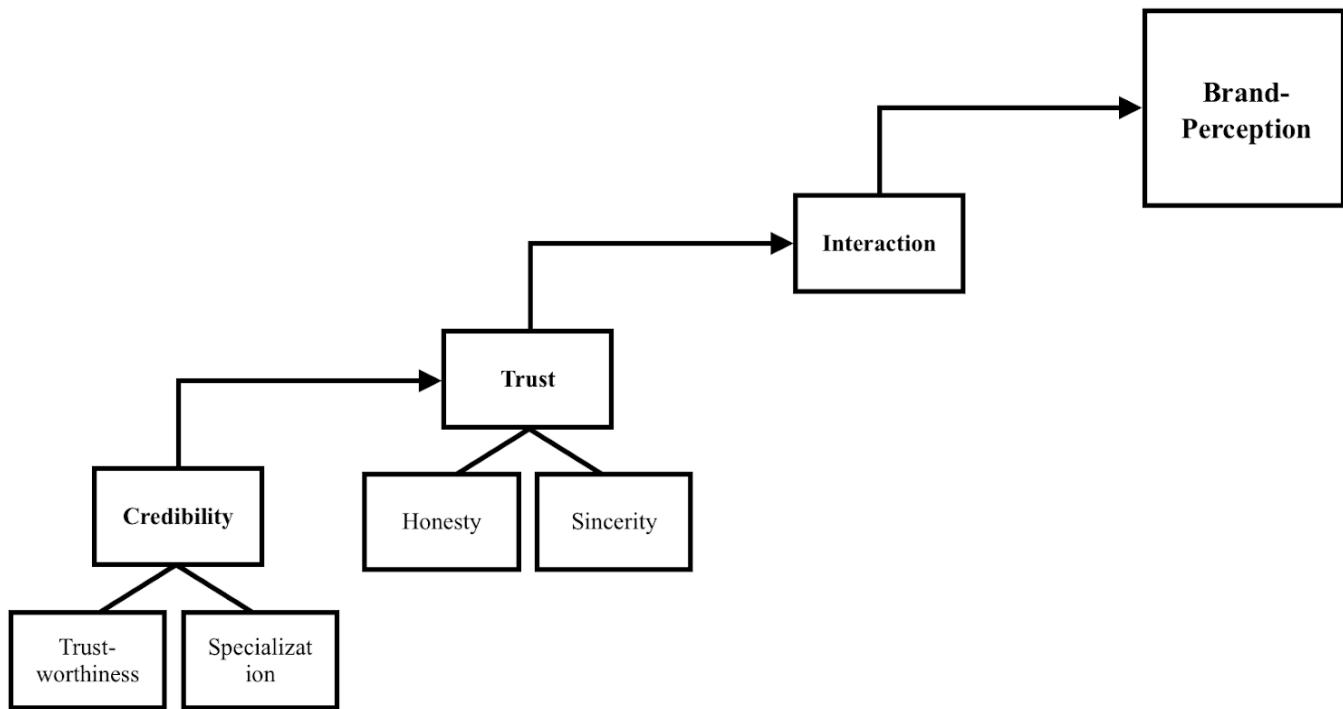 Brand-
Perception
Interaction
Trust
Credibility
Honesty
Sincerity
Trust-
worthiness
Specializat
ion